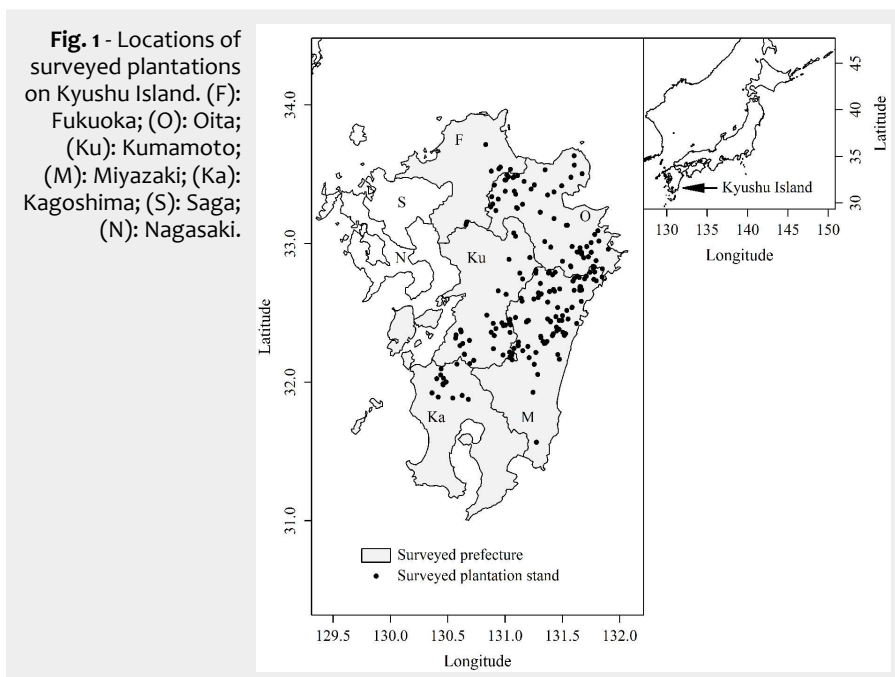 Fig. 1 - Locations of
surveyed plantations
on Kyushu Island. (F):
Fukuoka; (O): Oita;
(Ku): Kumamoto;
(M): Miyazaki; (Ka):
Kagoshima; (S): Saga;
(N): Nagasaki.
34.0
33.0
32.0
31.0
Latitude
F
S
O
N
Ku
Ka
M
Surveyed prefecture
Surveyed plantation stand
129.5 130.0 130.5 131.0 131.5 132.0
Longitude
45
40
35
30
Latitude
Kyushu Island
130 135 140 145 150
Longitude